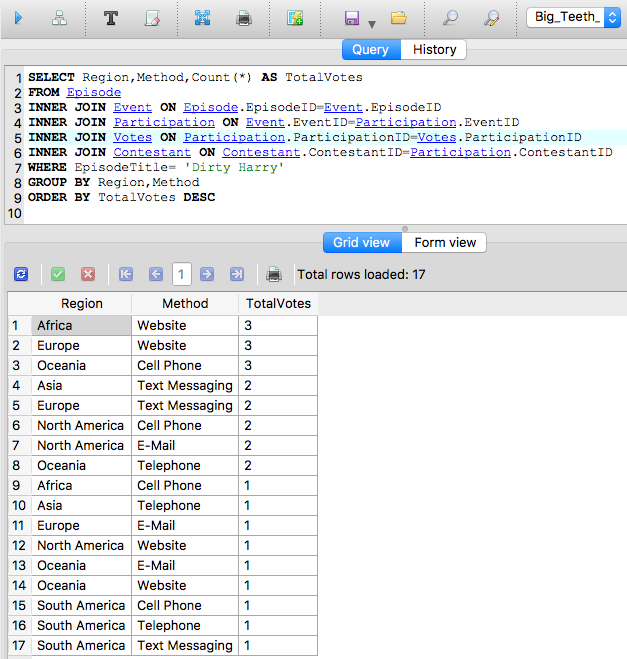 T
Big_Teeth_
Query History
1 SELECT Region,Method,Count(*) AS TotalVotes
2 FROM Episode
3 INNER JOIN Event ON Episode.EpisodeID=Event.EpisodeID
4 INNER JOIN Participation ON Event.EventID=Participation.EventID
5 INNER JOIN Votes ON Participation.ParticipationID=Votes.ParticipationID
6 INNER JOIN Contestant ON Contestant.ContestantID=Participation.ContestantID
7 WHERE EpisodeTitle= 'Dirty Harry'
8 GROUP BY Region,Method
9 ORDER BY TotalVotes DESC
10
Grid view Form view
1 Total rows loaded: 17
Region Method TotalVotes
1 Africa Website 3
2 Europe Website 3
3 Oceania Cell Phone 3
4 Asia Text Messaging 2
5 Europe Text Messaging 2
6 North America Cell Phone 2
7 North America E-Mail 2
8 Oceania Telephone 2
9 Africa Cell Phone 1
10 Asia Telephone 1
11 Europe E-Mail 1
12 North America Website 1
13 Oceania E-Mail 1
14 Oceania Website 1
15 South America Cell Phone 1
16 South America Telephone 1
17 South America Text Messaging 1